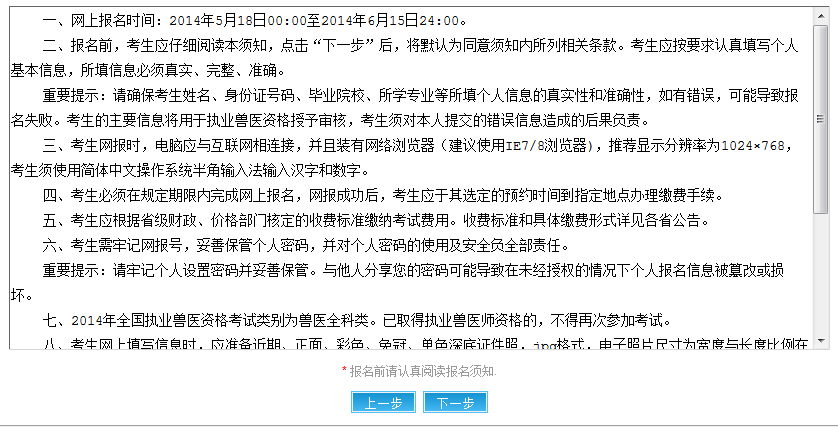 一、网上报名时间：2014年5月18日00:00至2014年6月15日24:00。
二、报名前，考生应仔细阅读本须知，点击“下一步”后，将默认为同意须知内所列相关条款。考生应按要求认真填写个人
基本信息，所填信息必须真实、完整、准确。
重要提示：请确保考生姓名、身份证号码、毕业院校、所学专业等所填个人信息的真实性和准确性，如有错误，可能导致报
名失败。考生的主要信息将用于执业兽医资格授予审核，考生须对本人提交的错误信息造成的后果负责。
三、考生网报时，电脑应与互联网相连接，并且装有网络浏览器（建议使用IE7/8浏览器），推荐显示分辨率为1024×768，
考生须使用简体中文操作系统半角输入法输入汉字和数字。
四、考生必须在规定期限内完成网上报名，网报成功后，考生应于其选定的预约时间到指定地点办理缴费手续。
五、考生应根据省级财政、价格部门核定的收费标准缴纳考试费用。收费标准和具体缴费形式详见各省公告。
六、考生需牢记网报号，妥善保管个人密码，并对个人密码的使用及安全负全部责任。
重要提示：请牢记个人设置密码并妥善保管。与他人分享您的密码可能导致在未经授权的情况下个人报名信息被篡改或损
坏。
七、2014年全国执业兽医资格考试类别为兽医全科类。已取得执业兽医师资格的，不得再次参加考试。
八、考生网上填写信息时，应准备近期、正面、彩色、免冠、单色深底证件照，jpg格式，电子照片尺寸为宽度与长度比例在
* 报名前请认真阅读报名须知.
上一步 下一步